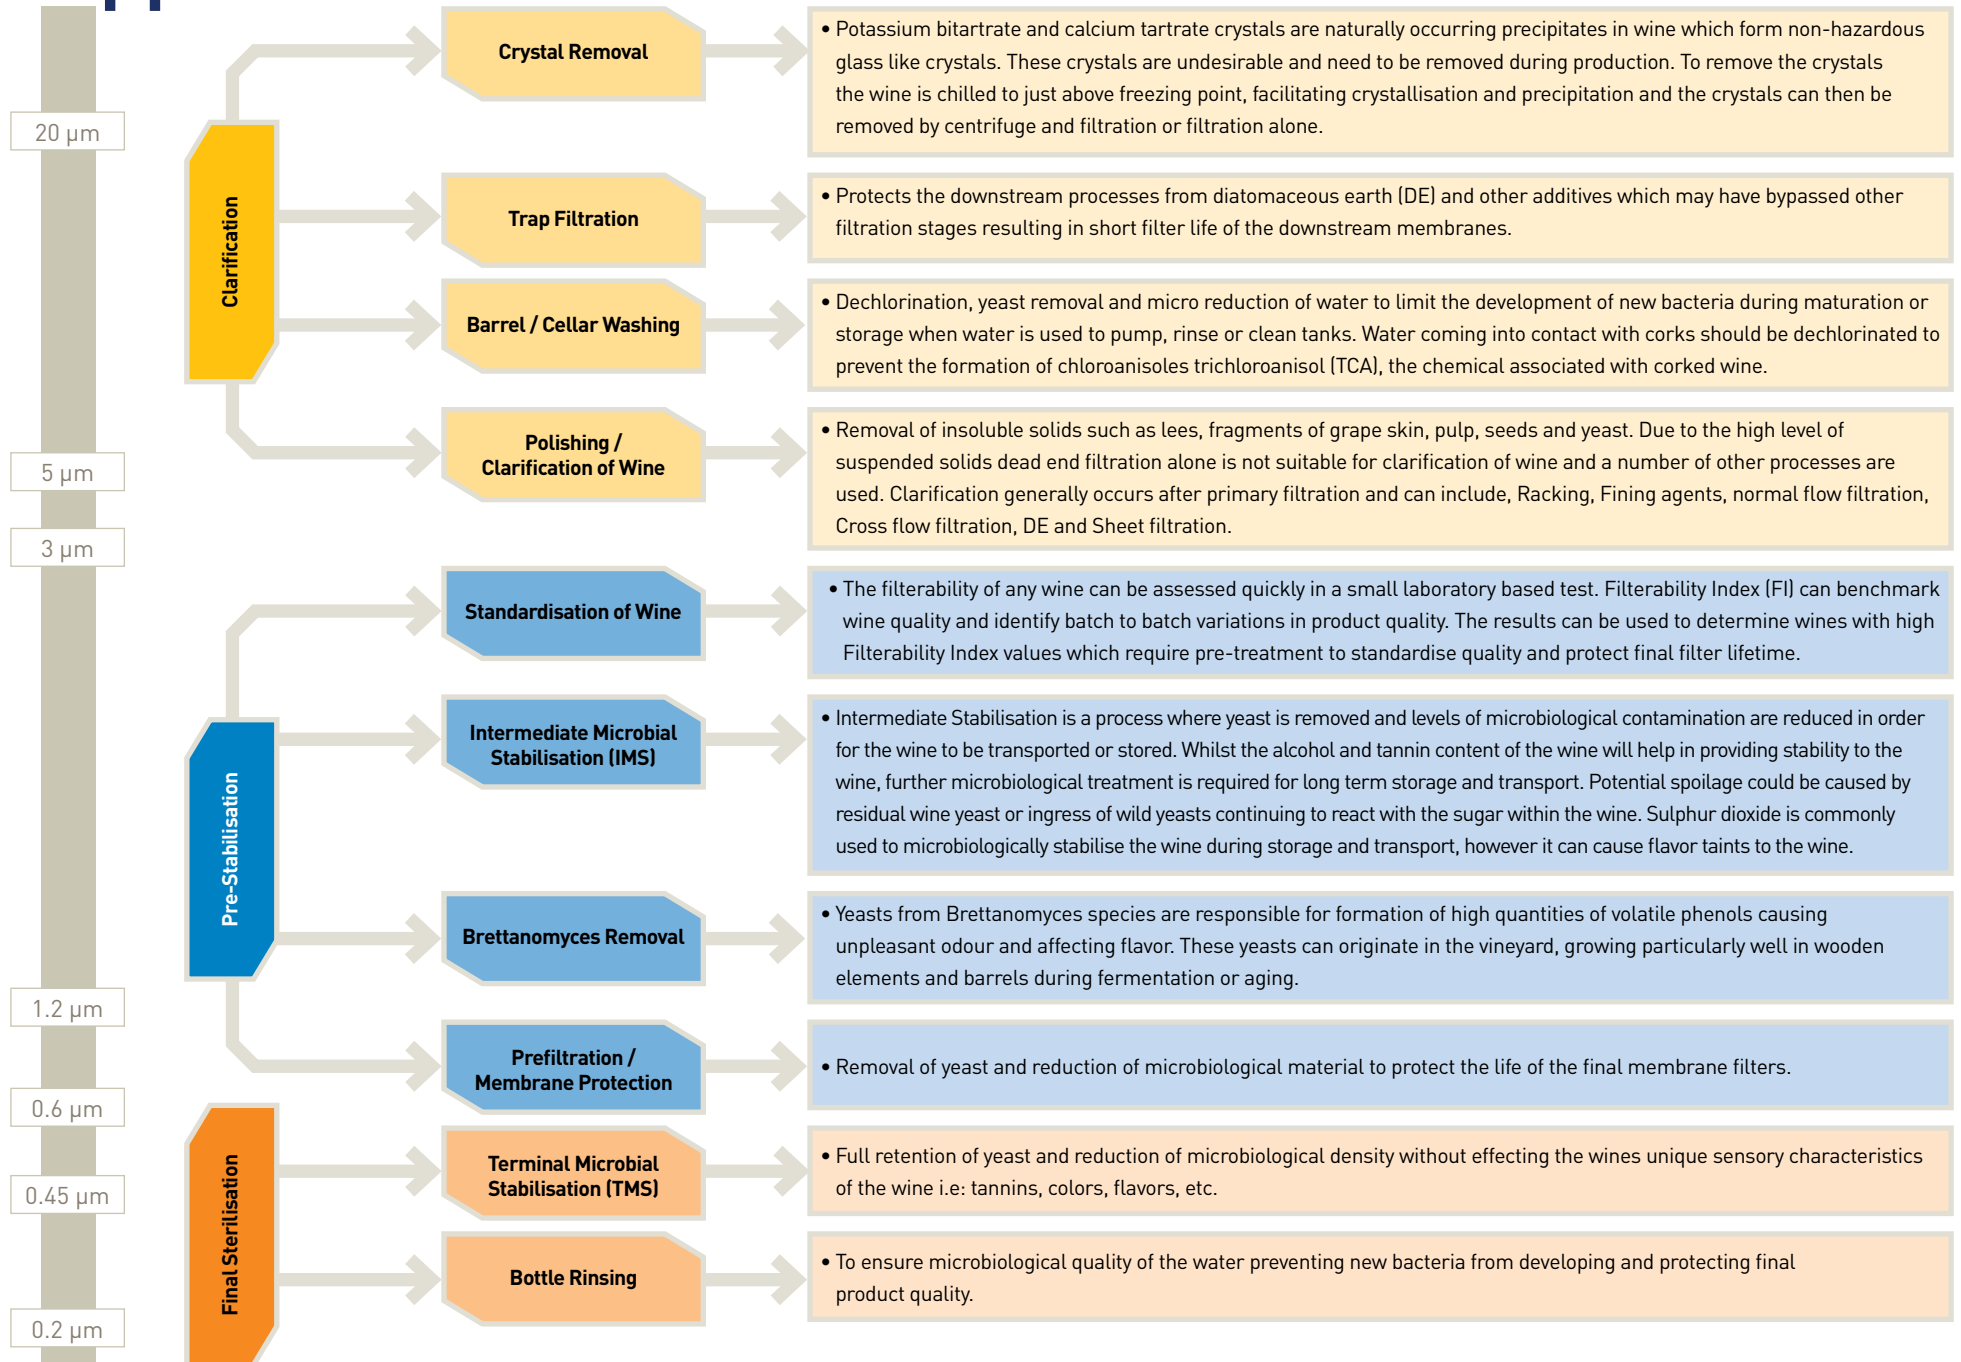 20 µm
5 µm
3 µm
1.2 µm
0.6 µm
0.45 µm
0.2 µm
Clarification
Crystal Removal
• Potassium bitartrate and calcium tartrate crystals are naturally occurring precipitates in wine which form non-hazardous
glass like crystals. These crystals are undesirable and need to be removed during production. To remove the crystals
the wine is chilled to just above freezing point, facilitating crystallisation and precipitation and the crystals can then be
removed by centrifuge and filtration or filtration alone.
Trap Filtration
• Protects the downstream processes from diatomaceous earth (DE) and other additives which may have bypassed other
filtration stages resulting in short filter life of the downstream membranes.
Barrel / Cellar Washing
• Dechlorination, yeast removal and micro reduction of water to limit the development of new bacteria during maturation or
storage when water is used to pump, rinse or clean tanks. Water coming into contact with corks should be dechlorinated to
prevent the formation of chloroanisoles trichloroanisol (TCA), the chemical associated with corked wine.
Polishing /
Clarification of Wine
• Removal of insoluble solids such as lees, fragments of grape skin, pulp, seeds and yeast. Due to the high level of
suspended solids dead end filtration alone is not suitable for clarification of wine and a number of other processes are
used. Clarification generally occurs after primary filtration and can include, Racking, Fining agents, normal flow filtration,
Cross flow filtration, DE and Sheet filtration.
Pre-Stabilisation
Standardisation of Wine
• The filterability of any wine can be assessed quickly in a small laboratory based test. Filterability Index (FI) can benchmark
wine quality and identify batch to batch variations in product quality. The results can be used to determine wines with high
Filterability Index values which require pre-treatment to standardise quality and protect final filter lifetime.
Intermediate Microbial
Stabilisation (IMS)
• Intermediate Stabilisation is a process where yeast is removed and levels of microbiological contamination are reduced in order
for the wine to be transported or stored. Whilst the alcohol and tannin content of the wine will help in providing stability to the
wine, further microbiological treatment is required for long term storage and transport. Potential spoilage could be caused by
residual wine yeast or ingress of wild yeasts continuing to react with the sugar within the wine. Sulphur dioxide is commonly
used to microbiologically stabilise the wine during storage and transport, however it can cause flavor taints to the wine.
Brettanomyces Removal
• Yeasts from Brettanomyces species are responsible for formation of high quantities of volatile phenols causing
unpleasant odour and affecting flavor. These yeasts can originate in the vineyard, growing particularly well in wooden
elements and barrels during fermentation or aging.
Prefiltration /
Membrane Protection
• Removal of yeast and reduction of microbiological material to protect the life of the final membrane filters.
Final Sterilisation
Terminal Microbial
Stabilisation (TMS)
• Full retention of yeast and reduction of microbiological density without effecting the wines unique sensory characteristics
of the wine i.e: tannins, colors, flavors, etc.
Bottle Rinsing
• To ensure microbiological quality of the water preventing new bacteria from developing and protecting final
product quality.